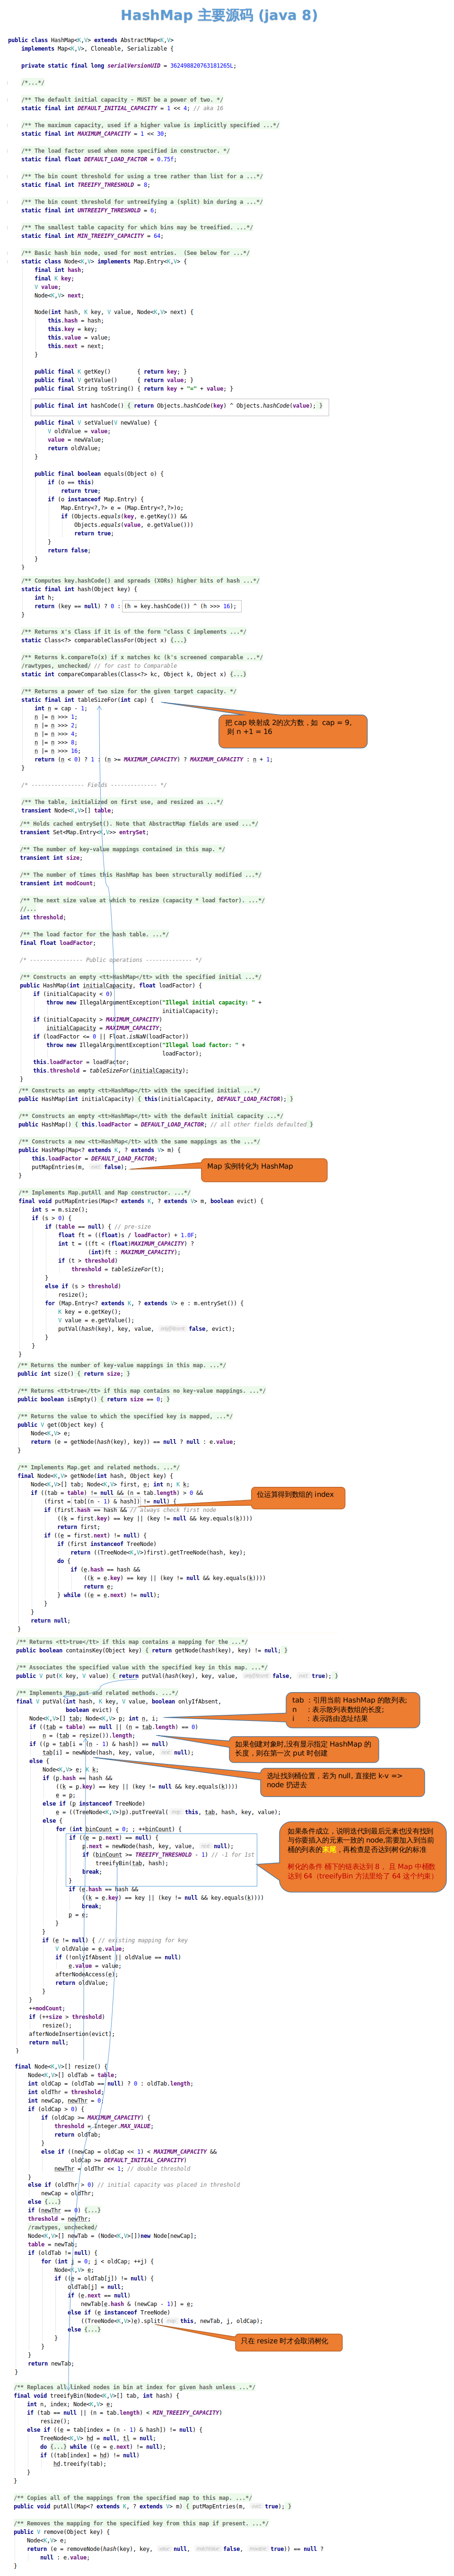 HashMap 主要源码 (java 8)
public class HashMap<K,V> extends AbstractMap<K,V>
    implements Map<K,V>, Cloneable, Serializable {
    private static final long serialVersionUID = 362498820763181265L;
    /*...*/
    /** The default initial capacity - MUST be a power of two. */
    static final int DEFAULT_INITIAL_CAPACITY = 1 << 4; // aka 16
    /** The maximum capacity, used if a higher value is implicitly specified ...*/
    static final int MAXIMUM_CAPACITY = 1 << 30;
    /** The load factor used when none specified in constructor. */
    static final float DEFAULT_LOAD_FACTOR = 0.75f;
    /** The bin count threshold for using a tree rather than list for a ...*/
    static final int TREEIFY_THRESHOLD = 8;
    /** The bin count threshold for untreeifying a (split) bin during a ...*/
    static final int UNTREEIFY_THRESHOLD = 6;
    /** The smallest table capacity for which bins may be treeified. ...*/
    static final int MIN_TREEIFY_CAPACITY = 64;
    /** Basic hash bin node, used for most entries.  (See below for ...*/
    static class Node<K,V> implements Map.Entry<K,V> {
        final int hash;
        final K key;
        V value;
        Node<K,V> next;
        Node(int hash, K key, V value, Node<K,V> next) {
            this.hash = hash;
            this.key = key;
            this.value = value;
            this.next = next;
        }
        public final K getKey()        { return key; }
        public final V getValue()      { return value; }
        public final String toString() { return key + "=" + value; }
        public final int hashCode() { return Objects.hashCode(key) ^ Objects.hashCode(value); }
        public final V setValue(V newValue) {
            V oldValue = value;
            value = newValue;
            return oldValue;
        }
        public final boolean equals(Object o) {
            if (o == this)
                return true;
            if (o instanceof Map.Entry) {
                Map.Entry<?,?> e = (Map.Entry<?,?>)o;
                if (Objects.equals(key, e.getKey()) &&
                    Objects.equals(value, e.getValue()))
                    return true;
            }
            return false;
        }
    }
    /** Computes key.hashCode() and spreads (XORs) higher bits of hash ...*/
    static final int hash(Object key) {
        int h;
        return (key == null) ? 0 : (h = key.hashCode()) ^ (h >>> 16);
    }
    /** Returns x's Class if it is of the form "class C implements ...*/
    static Class<?> comparableClassFor(Object x) {...}
    /** Returns k.compareTo(x) if x matches kc (k's screened comparable ...*/
    /rawtypes, unchecked/ // for cast to Comparable
    static int compareComparables(Class<?> kc, Object k, Object x) {...}
    /** Returns a power of two size for the given target capacity. */
    static final int tableSizeFor(int cap) {
        int n = cap - 1;
        n |= n >>> 1;
        n |= n >>> 2;
        n |= n >>> 4;
        n |= n >>> 8;
        n |= n >>> 16;
        return (n < 0) ? 1 : (n >= MAXIMUM_CAPACITY) ? MAXIMUM_CAPACITY : n + 1;
    }
把 cap 映射成 2的次方数，如  cap = 9,
则 n +1 = 16
    /* ---------------- Fields -------------- */
    /** The table, initialized on first use, and resized as ...*/
    transient Node<K,V>[] table;
    /** Holds cached entrySet(). Note that AbstractMap fields are used ...*/
    transient Set<Map.Entry<K,V>> entrySet;
    /** The number of key-value mappings contained in this map. */
    transient int size;
    /** The number of times this HashMap has been structurally modified ...*/
    transient int modCount;
    /** The next size value at which to resize (capacity * load factor). ...*/
    //...
    int threshold;
    /** The load factor for the hash table. ...*/
    final float loadFactor;
    /* ---------------- Public operations -------------- */
    /** Constructs an empty <tt>HashMap</tt> with the specified initial ...*/
    public HashMap(int initialCapacity, float loadFactor) {
        if (initialCapacity < 0)
            throw new IllegalArgumentException("Illegal initial capacity: " +
                                               initialCapacity);
        if (initialCapacity > MAXIMUM_CAPACITY)
            initialCapacity = MAXIMUM_CAPACITY;
        if (loadFactor <= 0 || Float.isNaN(loadFactor))
            throw new IllegalArgumentException("Illegal load factor: " +
                                               loadFactor);
        this.loadFactor = loadFactor;
        this.threshold = tableSizeFor(initialCapacity);
    }
    /** Constructs an empty <tt>HashMap</tt> with the specified initial ...*/
    public HashMap(int initialCapacity) { this(initialCapacity, DEFAULT_LOAD_FACTOR); }
    /** Constructs an empty <tt>HashMap</tt> with the default initial capacity ...*/
    public HashMap() { this.loadFactor = DEFAULT_LOAD_FACTOR; // all other fields defaulted }
    /** Constructs a new <tt>HashMap</tt> with the same mappings as the ...*/
    public HashMap(Map<? extends K, ? extends V> m) {
        this.loadFactor = DEFAULT_LOAD_FACTOR;
        putMapEntries(m, false);
    }
Map 实例转化为 HashMap
    /** Implements Map.putAll and Map constructor. ...*/
    final void putMapEntries(Map<? extends K, ? extends V> m, boolean evict) {
        int s = m.size();
        if (s > 0) {
            if (table == null) { // pre-size
                float ft = ((float)s / loadFactor) + 1.0F;
                int t = ((ft < (float)MAXIMUM_CAPACITY) ?
                         (int)ft : MAXIMUM_CAPACITY);
                if (t > threshold)
                    threshold = tableSizeFor(t);
            }
            else if (s > threshold)
                resize();
            for (Map.Entry<? extends K, ? extends V> e : m.entrySet()) {
                K key = e.getKey();
                V value = e.getValue();
                putVal(hash(key), key, value, false, evict);
            }
        }
    }
    /** Returns the number of key-value mappings in this map. ...*/
    public int size() { return size; }
    /** Returns <tt>true</tt> if this map contains no key-value mappings. ...*/
    public boolean isEmpty() { return size == 0; }
    /** Returns the value to which the specified key is mapped, ...*/
    public V get(Object key) {
        Node<K,V> e;
        return (e = getNode(hash(key), key)) == null ? null : e.value;
    }
    /** Implements Map.get and related methods. ...*/
    final Node<K,V> getNode(int hash, Object key) {
        Node<K,V>[] tab; Node<K,V> first, e; int n; K k;
        if ((tab = table) != null && (n = tab.length) > 0 &&
            (first = tab[(n - 1) & hash]) != null) {
            if (first.hash == hash && // always check first node
                ((k = first.key) == key || (key != null && key.equals(k))))
                return first;
            if ((e = first.next) != null) {
                if (first instanceof TreeNode)
                    return ((TreeNode<K,V>)first).getTreeNode(hash, key);
                do {
                    if (e.hash == hash &&
                        ((k = e.key) == key || (key != null && key.equals(k))))
                        return e;
                } while ((e = e.next) != null);
            }
        }
        return null;
    }
位运算得到数组的 index
    /** Returns <tt>true</tt> if this map contains a mapping for the ...*/
    public boolean containsKey(Object key) { return getNode(hash(key), key) != null; }
    /** Associates the specified value with the specified key in this map. ...*/
    public V put(K key, V value) { return putVal(hash(key), key, value, false, true); }
    /** Implements Map.put and related methods. ...*/
    final V putVal(int hash, K key, V value, boolean onlyIfAbsent,
                   boolean evict) {
        Node<K,V>[] tab; Node<K,V> p; int n, i;
        if ((tab = table) == null || (n = tab.length) == 0)
            n = (tab = resize()).length;
        if ((p = tab[i = (n - 1) & hash]) == null)
            tab[i] = newNode(hash, key, value, null);
        else {
            Node<K,V> e; K k;
            if (p.hash == hash &&
                ((k = p.key) == key || (key != null && key.equals(k))))
                e = p;
            else if (p instanceof TreeNode)
                e = ((TreeNode<K,V>)p).putTreeVal(this, tab, hash, key, value);
            else {
                for (int binCount = 0; ; ++binCount) {
                    if ((e = p.next) == null) {
                        p.next = newNode(hash, key, value, null);
                        if (binCount >= TREEIFY_THRESHOLD - 1) // -1 for 1st
                            treeifyBin(tab, hash);
                        break;
                    }
                    if (e.hash == hash &&
                        ((k = e.key) == key || (key != null && key.equals(k))))
                        break;
                    p = e;
                }
            }
            if (e != null) { // existing mapping for key
                V oldValue = e.value;
                if (!onlyIfAbsent || oldValue == null)
                    e.value = value;
                afterNodeAccess(e);
                return oldValue;
            }
        }
        ++modCount;
        if (++size > threshold)
            resize();
        afterNodeInsertion(evict);
        return null;
    }
tab ：引用当前 HashMap 的散表;
n    ：表示散列表数组的长度;
i     ：表示路由选址结果
如果创建对象时,没有显示指定 HashMap 的
长度，则在第一次 put 时创建
选址找到桶位置，若为 null, 直接把 k-v =>
node 扔进去
如果条件成立，说明迭代到最后元素也没有找到
与你要插入的元素一致的 node,需要加入到当前
桶的列表的末尾，再检查是否达到树化的标准
树化的条件 桶下的链表达到 8 ，且 Map 中桶数
达到 64（treeifyBin 方法里给了 64 这个约束）
    final Node<K,V>[] resize() {
        Node<K,V>[] oldTab = table;
        int oldCap = (oldTab == null) ? 0 : oldTab.length;
        int oldThr = threshold;
        int newCap, newThr = 0;
        if (oldCap > 0) {
            if (oldCap >= MAXIMUM_CAPACITY) {
                threshold = Integer.MAX_VALUE;
                return oldTab;
            }
            else if ((newCap = oldCap << 1) < MAXIMUM_CAPACITY &&
                     oldCap >= DEFAULT_INITIAL_CAPACITY)
                newThr = oldThr << 1; // double threshold
        }
        else if (oldThr > 0) // initial capacity was placed in threshold
            newCap = oldThr;
        else {...}
        if (newThr == 0) {...}
        threshold = newThr;
        /rawtypes, unchecked/
        Node<K,V>[] newTab = (Node<K,V>[])new Node[newCap];
        table = newTab;
        if (oldTab != null) {
            for (int j = 0; j < oldCap; ++j) {
                Node<K,V> e;
                if ((e = oldTab[j]) != null) {
                    oldTab[j] = null;
                    if (e.next == null)
                        newTab[e.hash & (newCap - 1)] = e;
                    else if (e instanceof TreeNode)
                        ((TreeNode<K,V>)e).split(this, newTab, j, oldCap);
                    else {...}
                }
            }
        }
        return newTab;
    }
只在 resize 时才会取消树化
    /** Replaces all linked nodes in bin at index for given hash unless ...*/
    final void treeifyBin(Node<K,V>[] tab, int hash) {
        int n, index; Node<K,V> e;
        if (tab == null || (n = tab.length) < MIN_TREEIFY_CAPACITY)
            resize();
        else if ((e = tab[index = (n - 1) & hash]) != null) {
            TreeNode<K,V> hd = null, tl = null;
            do {...} while ((e = e.next) != null);
            if ((tab[index] = hd) != null)
                hd.treeify(tab);
        }
    }
    /** Copies all of the mappings from the specified map to this map. ...*/
    public void putAll(Map<? extends K, ? extends V> m) { putMapEntries(m, true); }
    /** Removes the mapping for the specified key from this map if present. ...*/
    public V remove(Object key) {
        Node<K,V> e;
        return (e = removeNode(hash(key), key, null, false, true)) == null ?
            null : e.value;
    }